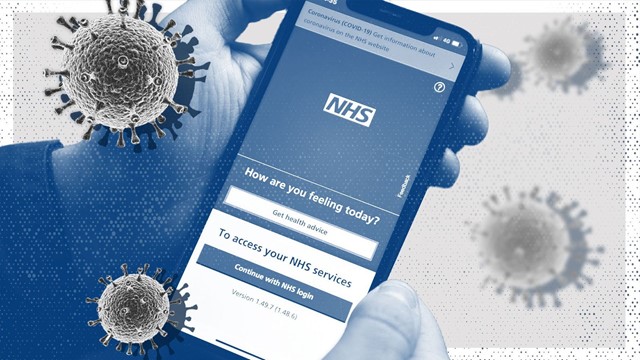 Coronavirus (COVID-19) Get information about
coronavirus on the NHS website
NHS
How are you feeling today?
Feedback
Get health advice
To access your NHS services
Continue with NHS login
Version 1.49.7 (1.48.6)